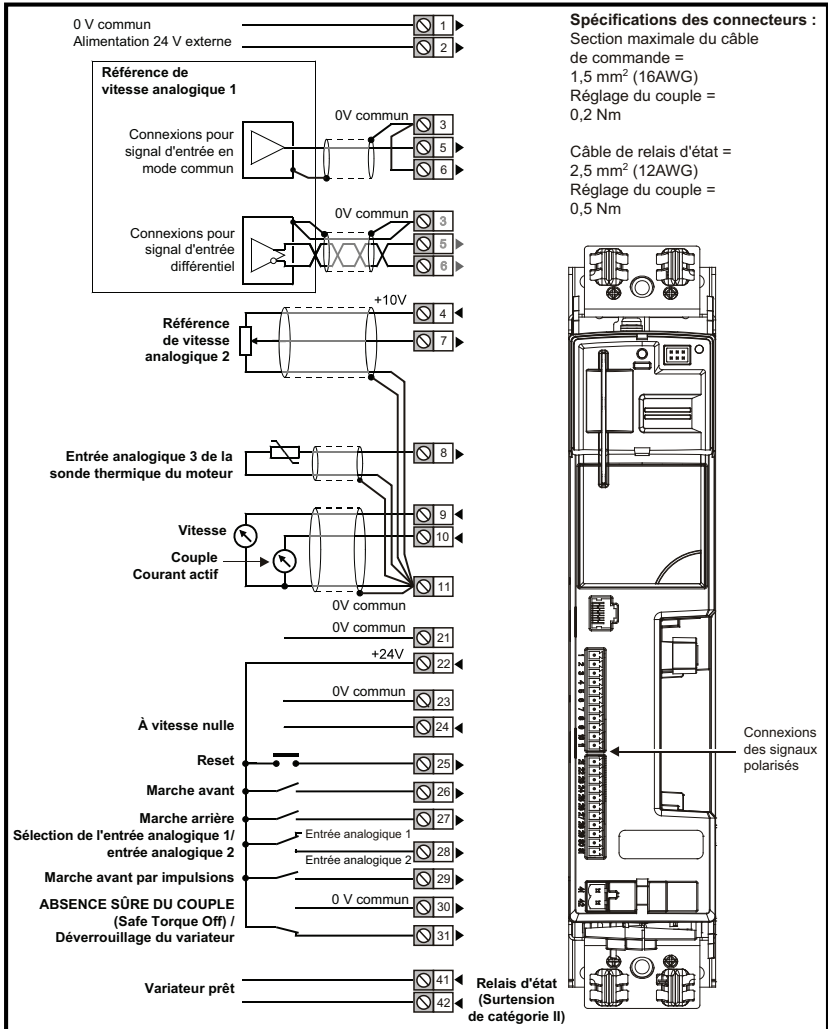 0 V commun
1
Alimentation 24 V externe
2
Référence de
vitesse analogique 1
Connexions pour
signal d'entrée en
mode commun
0V commun
3
5
6
Connexions pour
signal d'entrée
différentiel
0V commun
3
5
6
Référence
de vitesse
analogique 2
+10V
4
7
Entrée analogique 3 de la
sonde thermique du moteur
8
Vitesse
9
10
Couple
Courant actif
11
0V commun
0V commun
21
+24V
22
0V commun
23
À vitesse nulle
24
Reset
25
Marche avant
26
Marche arrière
27
Sélection de l'entrée analogique 1/
entrée analogique 2
Entrée analogique 1
28
Entrée analogique 2
Marche avant par impulsions
29
ABSENCE SÛRE DU COUPLE
(Safe Torque Off) /
Déverrouillage du variateur
0 V commun
30
31
Variateur prêt
41
42
Relais d'état
(Surtension
de catégorie II)
Spécifications des connecteurs :
Section maximale du câble
de commande =
1,5 mm² (16AWG)
Réglage du couple =
0,2 Nm
Câble de relais d'état =
2,5 mm² (12AWG)
Réglage du couple =
0,5 Nm
Connexions
des signaux
polarisés